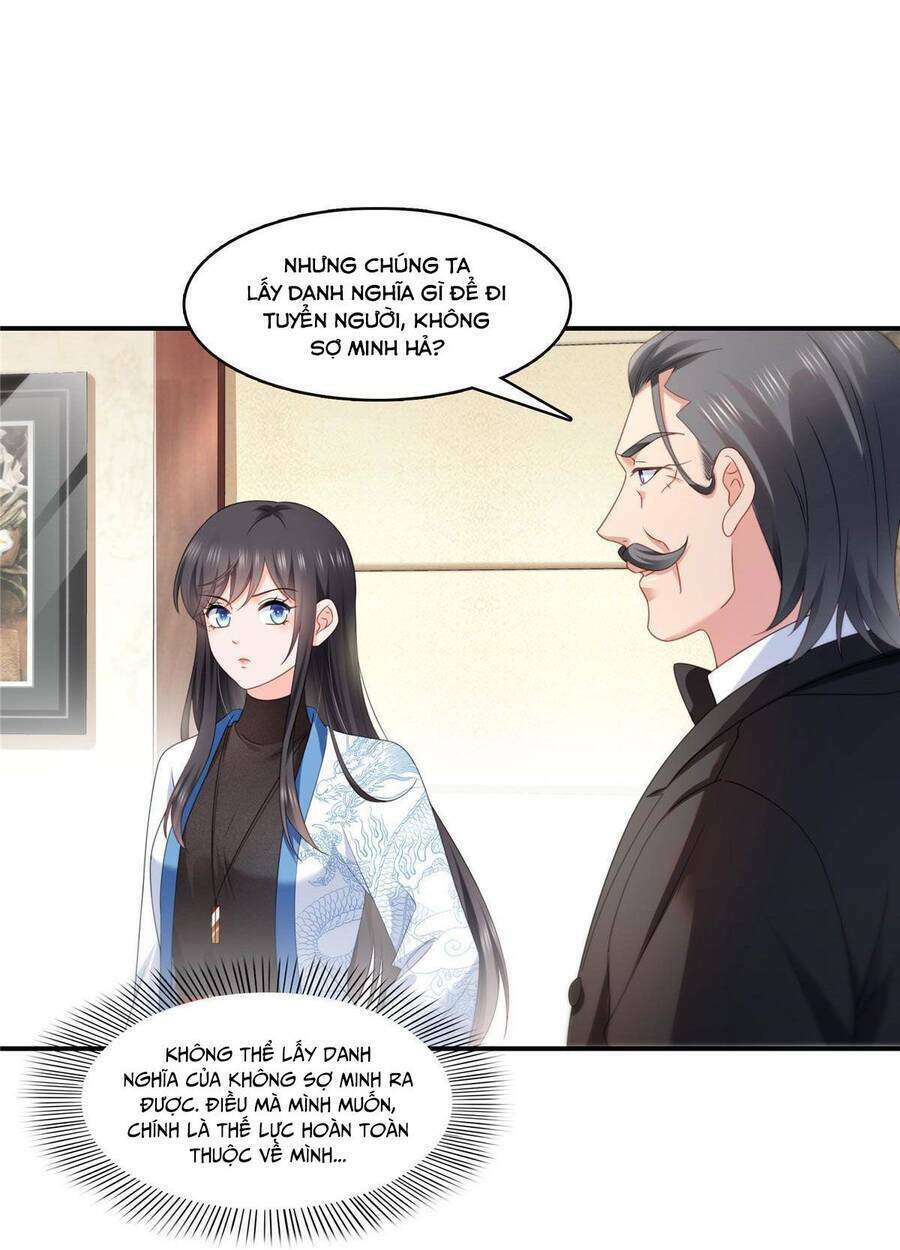 NHƯNG CHÚNG TA
LẤY DANH NGHĨA GÌ ĐỂ ĐI
TUYỂN NGƯỜI, KHÔNG
SỢ MINH HẢ?
KHÔNG THỂ LẤY DANH
NGHĨA CỦA KHÔNG SỢ MINH RA
ĐƯỢC. ĐIỀU MÀ MÌNH MUỐN,
CHÍNH LÀ THẾ LỰC HOÀN TOÀN
THUỘC VỀ MÌNH...